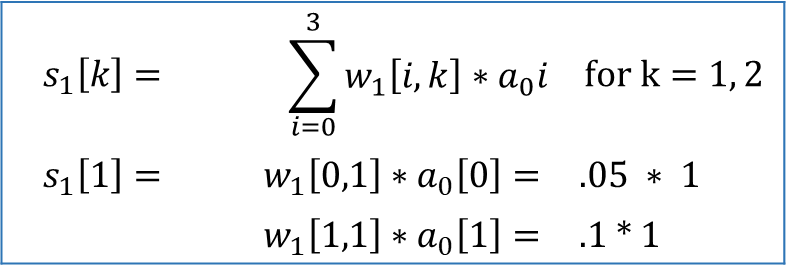 s₁[k] = ∑³ᵢ₌₀ w₁[i, k] ∗ a₀i for k = 1, 2
s₁[1] = w₁[0,1] ∗ a₀[0] = .05 ∗ 1
w₁[1,1] ∗ a₀[1] = .1 * 1